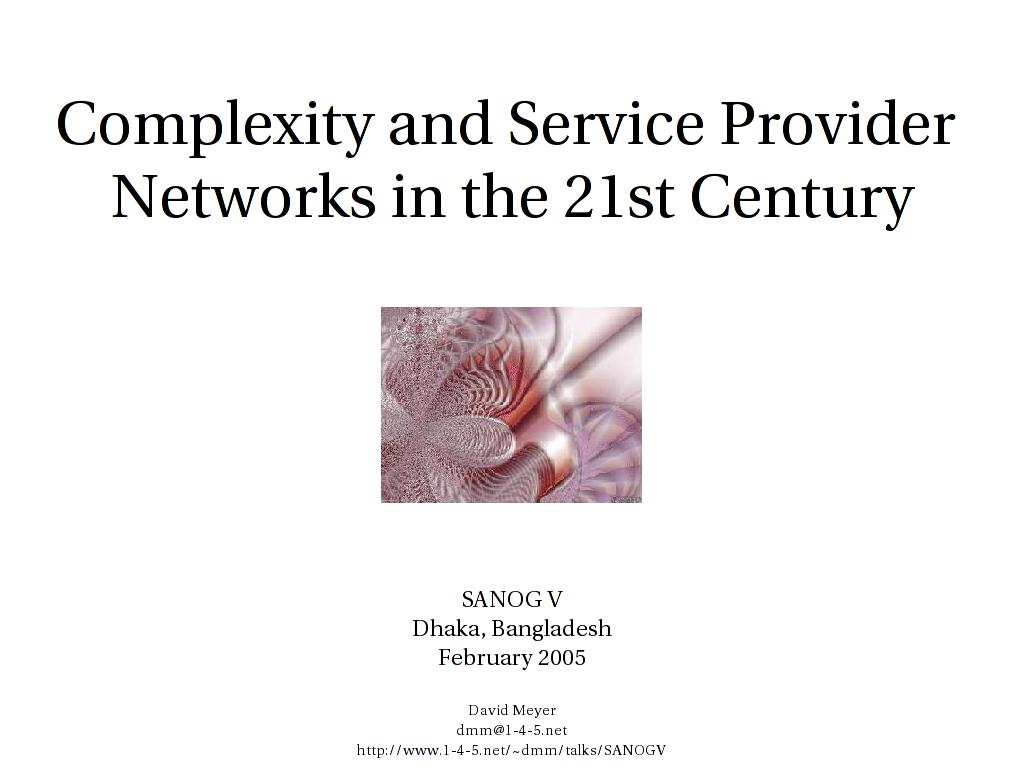 Complexity and Service Provider
Networks in the 21st Century
SANOG V
Dhaka, Bangladesh
February 2005
David Meyer
dmm@1-4-5.net
http://www.1-4-5.net/~dmm/talks/SANOGV